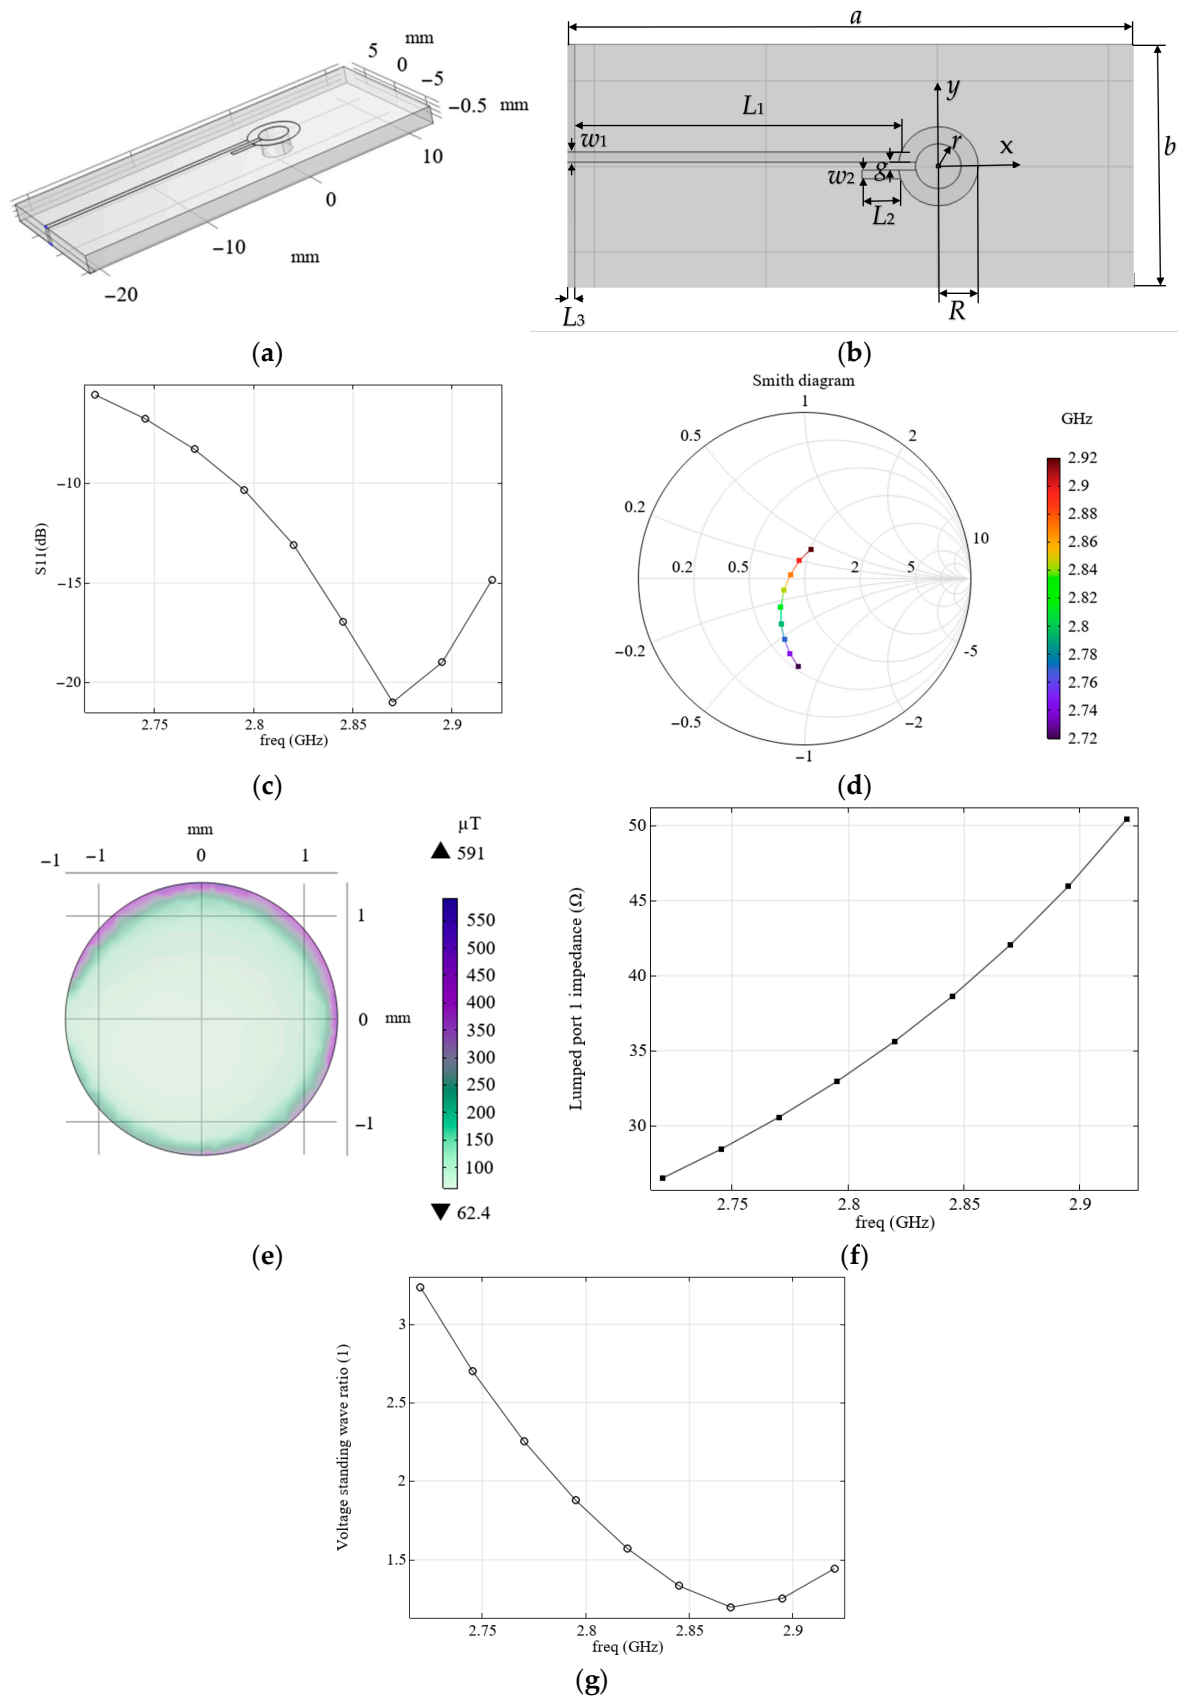 mm
5
0
−5
−0.5 mm
10
0
−10
mm
−20
(a)
a
L1
y
w1
r
x
b
g
w2
L2
R
L3
(b)
−10
−15
−20
S11(dB)
2.75 2.8 2.85 2.9
freq (GHz)
(c)
Smith diagram
1
GHz
0.5 2
0.2
10
0.2 0.5 2 5
−0.2 -5
−0.5 −2
−1
2.92
2.9
2.88
2.86
2.84
2.82
2.8
2.78
2.76
2.74
2.72
(d)
mm
−1 −1 0 1
1
0 mm
−1
µT
591
550
500
450
400
350
300
250
200
150
100
62.4
(e)
50
45
40
35
30
Lumped port 1 impedance (Ω)
2.75 2.8 2.85 2.9
freq (GHz)
(f)
3
2.5
2
1.5
Voltage standing wave ratio (1)
2.75 2.8 2.85 2.9
freq (GHz)
(g)